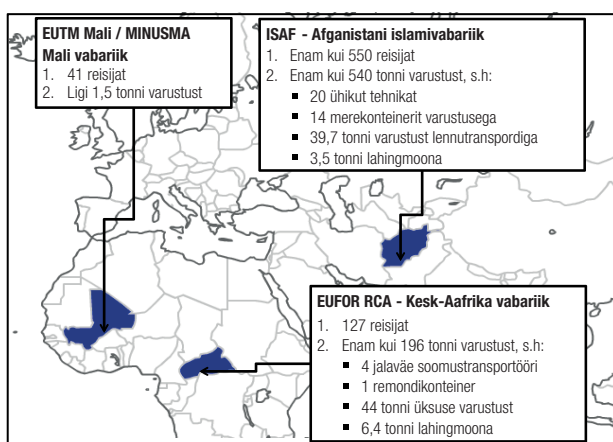 EUTM Mali / MINUSMA
Mali vabariik
1. 41 reisijat
2. Ligi 1,5 tonni varustust
ISAF - Afganistani islamivabariik
1. Enam kui 550 reisijat
2. Enam kui 540 tonni varustust, s.h:
▪ 20 ühikut tehnikat
▪ 14 merekonteinerit varustusega
▪ 39,7 tonni varustust lennutranspordiga
▪ 3,5 tonni lahingmoona
EUFOR RCA - Kesk-Aafrika vabariik
1. 127 reisijat
2. Enam kui 196 tonni varustust, s.h:
▪ 4 jalaväe soomustransportööri
▪ 1 remondikonteiner
▪ 44 tonni üksuse varustust
▪ 6,4 tonni lahingmoona